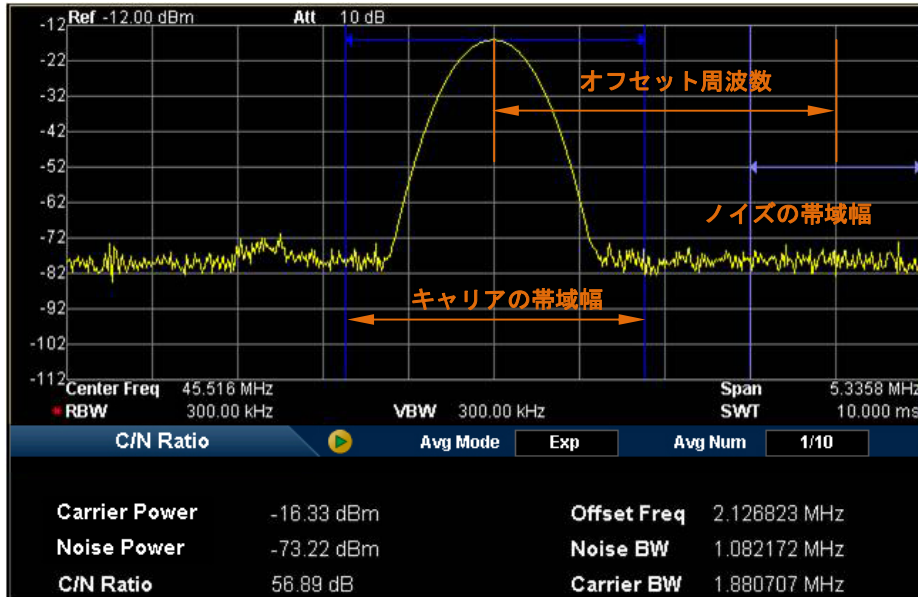 Ref -12.00 dBm Att 10 dB
-12
-22
オフセット周波数
-32
-42
-52
-62
ノイズの帯域幅
-72
-82
キャリアの帯域幅
-92
-102
-112
Center Freq 45.516 MHz Span 5.3358 MHz
RBW 300.00 kHz VBW 300.00 kHz SWT 10.000 ms
C/N Ratio Avg Mode Exp Avg Num 1/10
Carrier Power -16.33 dBm Offset Freq 2.126823 MHz
Noise Power -73.22 dBm Noise BW 1.082172 MHz
C/N Ratio 56.89 dB Carrier BW 1.880707 MHz